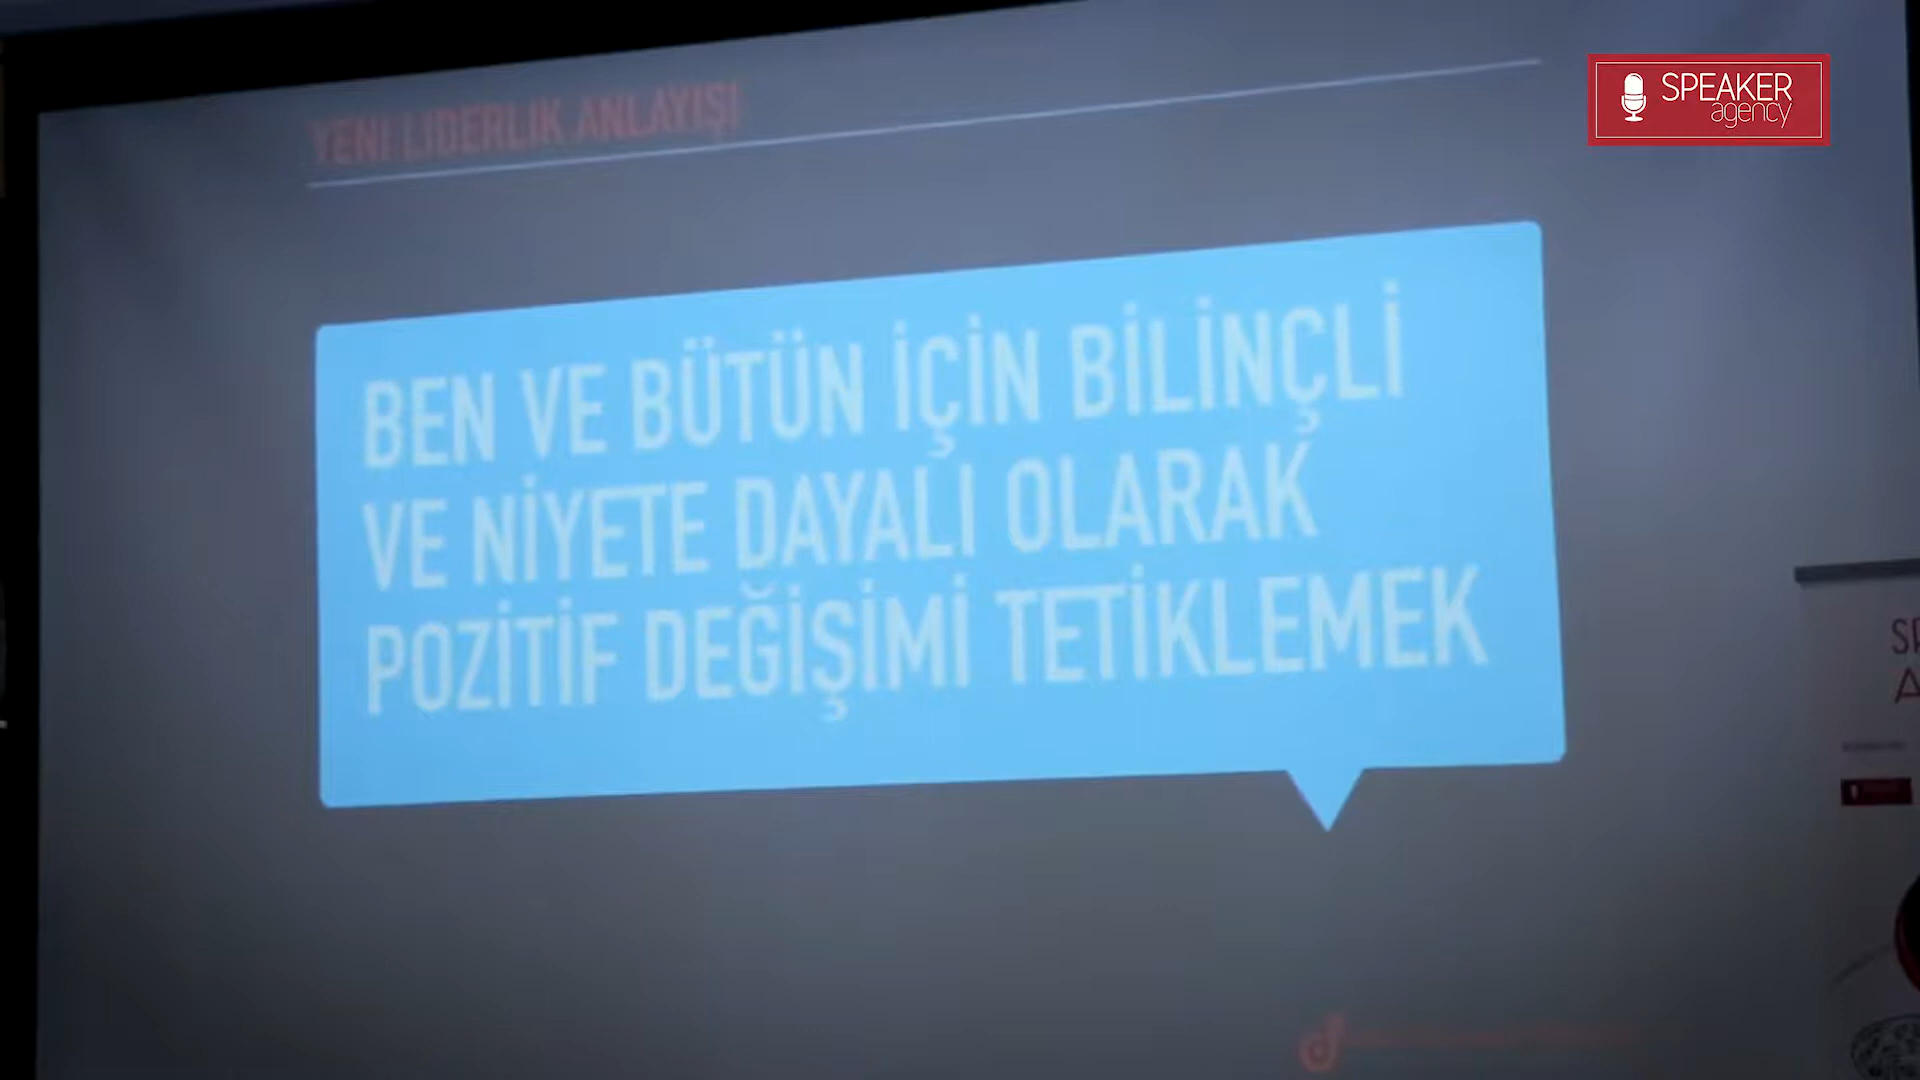 YENİ LİDERLİK ANLAYIŞI
SPEAKER
agency
BEN VE BÜTÜN İÇİN BİLİNÇLİ
VE NİYETE DAYALI OLARAK
POZİTİF DEĞİŞİMİ TETİKLEMEK